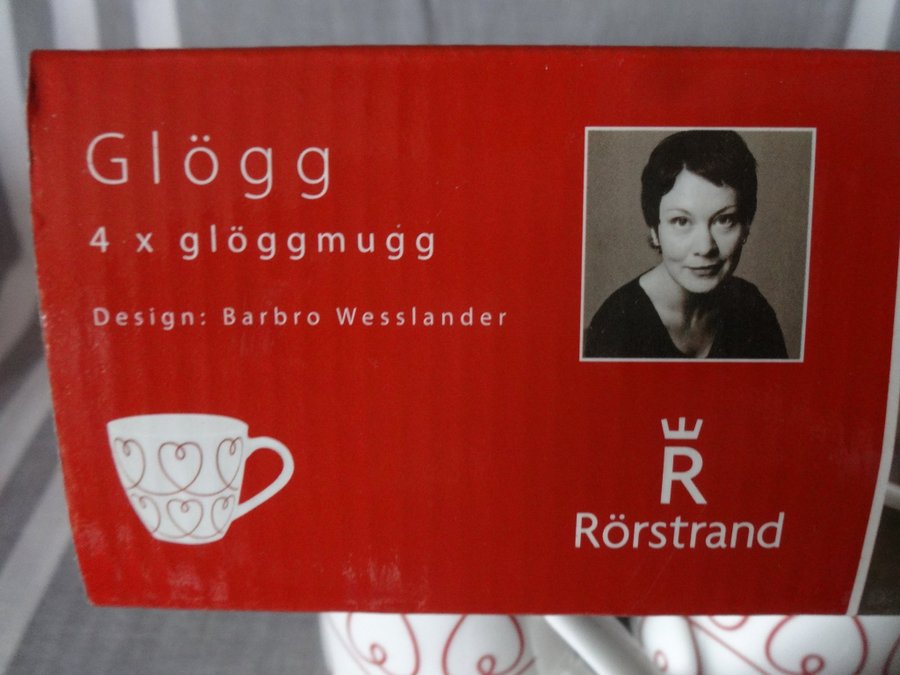 Glögg
4 x glöggmugg
Design: Barbro Wesslander
R
Rörstrand